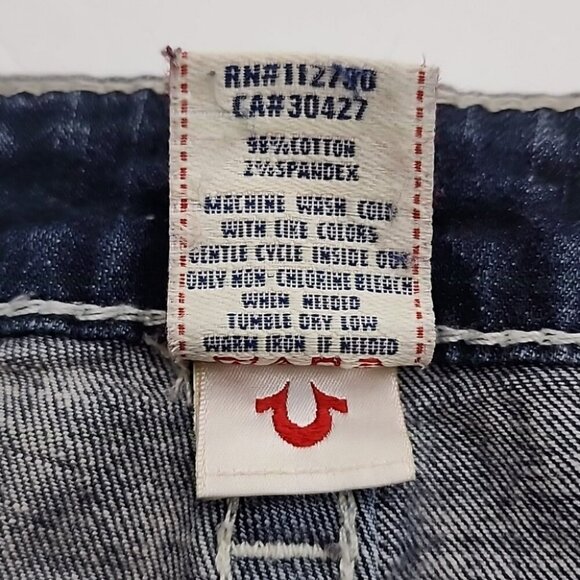 RN#112790
CA#30427
98%COTTON
2%SPANDEX
MACHINE WASH COLD
WITH LIKE COLORS
GENTLE CYCLE INSIDE OUT
ONLY NON-CHLORINE BLEACH
WHEN NEEDED
TUMBLE DRY LOW
WARM IRON IF NEEDED